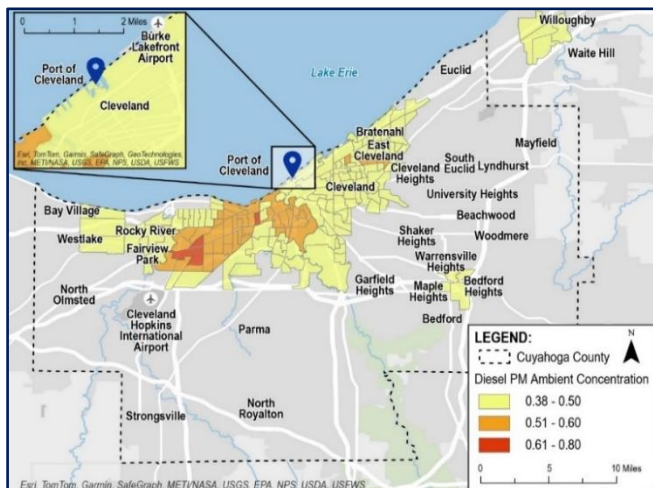 0 1 2 Miles
Burke
Lakefront
Airport
Port of
Cleveland
Cleveland
Esri, TomTom, Garmin, SafeGraph, GeoTechnologies,
Inc, METI/NASA, USGS, EPA, NPS, USDA, USFWS
Willoughby
Waite Hill
Lake Erie
Euclid
Port of
Cleveland
Bratenahl
East
Cleveland
Cleveland
Heights
South
Euclid
Lyndhurst
Mayfield
Cleveland
University Heights
Bay Village
Rocky River
Westlake
Fairview
Park
Beachwood
Shaker
Heights
Woodmere
Warrensville
Heights
North
Olmsted
Garfield
Heights
Maple
Heights
Bedford
Heights
Cleveland
Hopkins
International
Airport
Parma
Bedford
Strongsville
North
Royalton
LEGEND:
N
Cuyahoga County
Diesel PM Ambient Concentration
0.38 - 0.50
0.51 - 0.60
0.61 - 0.80
0 5 10 Miles
Esri, TomTom, Garmin, SafeGraph, METI/NASA, USGS, EPA, NPS, USDA, USFWS